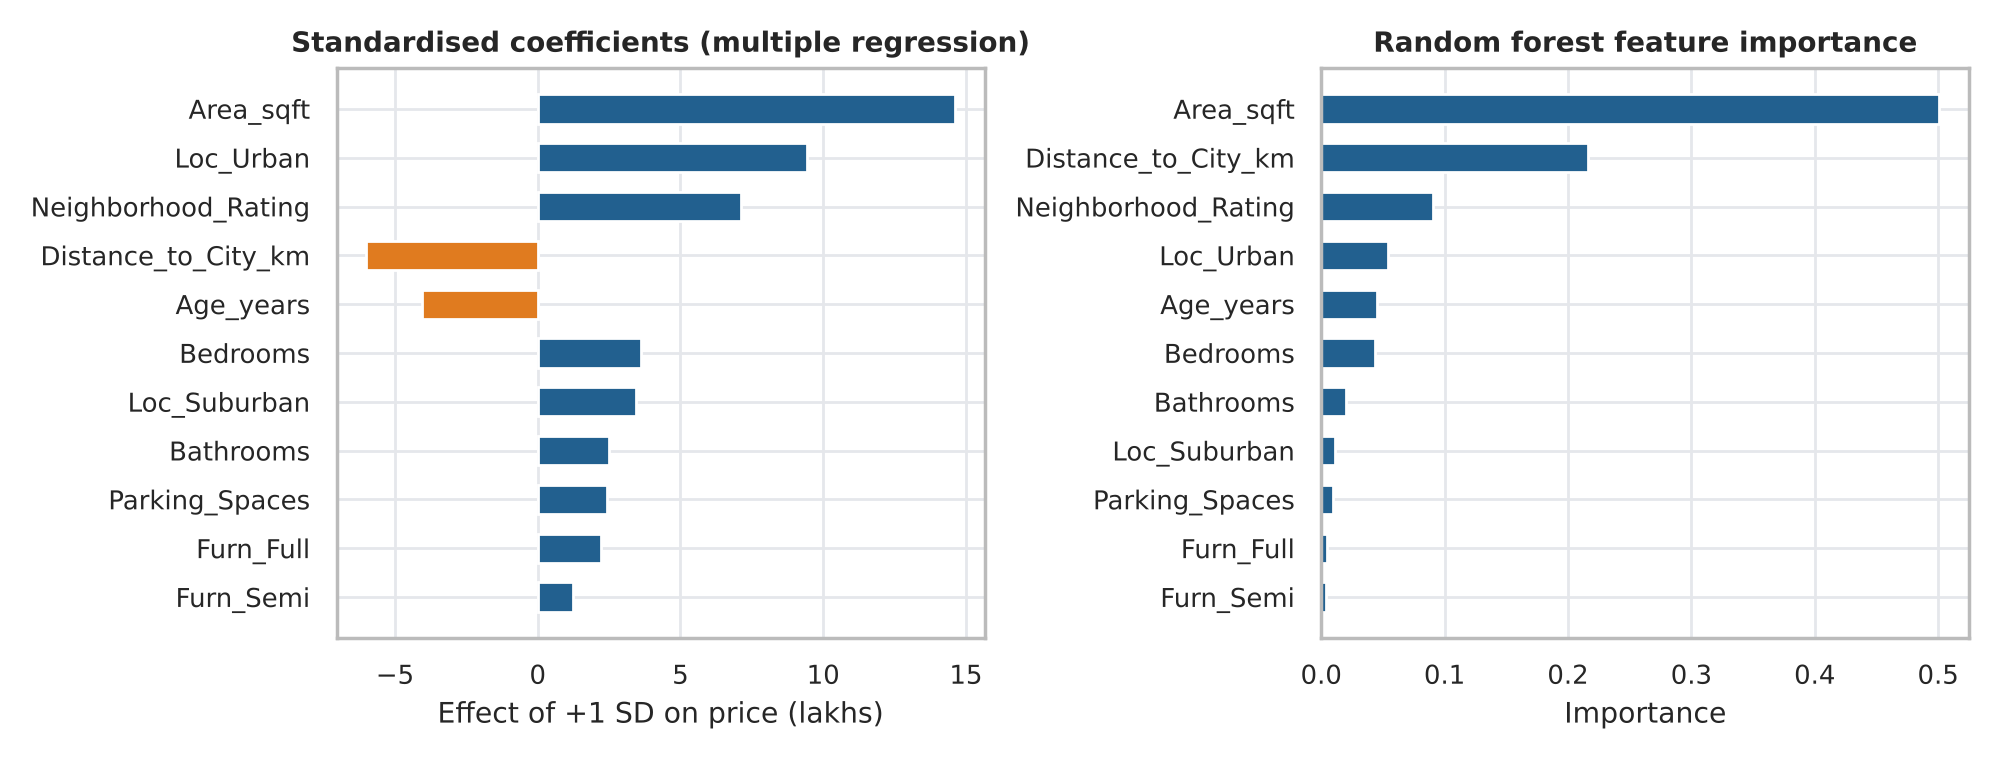 Standardised coefficients (multiple regression)
Area_sqft
Loc_Urban
Neighborhood_Rating
Distance_to_City_km
Age_years
Bedrooms
Loc_Suburban
Bathrooms
Parking_Spaces
Furn_Full
Furn_Semi
−5 0 5 10 15
Effect of +1 SD on price (lakhs)
Random forest feature importance
Area_sqft
Distance_to_City_km
Neighborhood_Rating
Loc_Urban
Age_years
Bedrooms
Bathrooms
Loc_Suburban
Parking_Spaces
Furn_Full
Furn_Semi
0.0 0.1 0.2 0.3 0.4 0.5
Importance